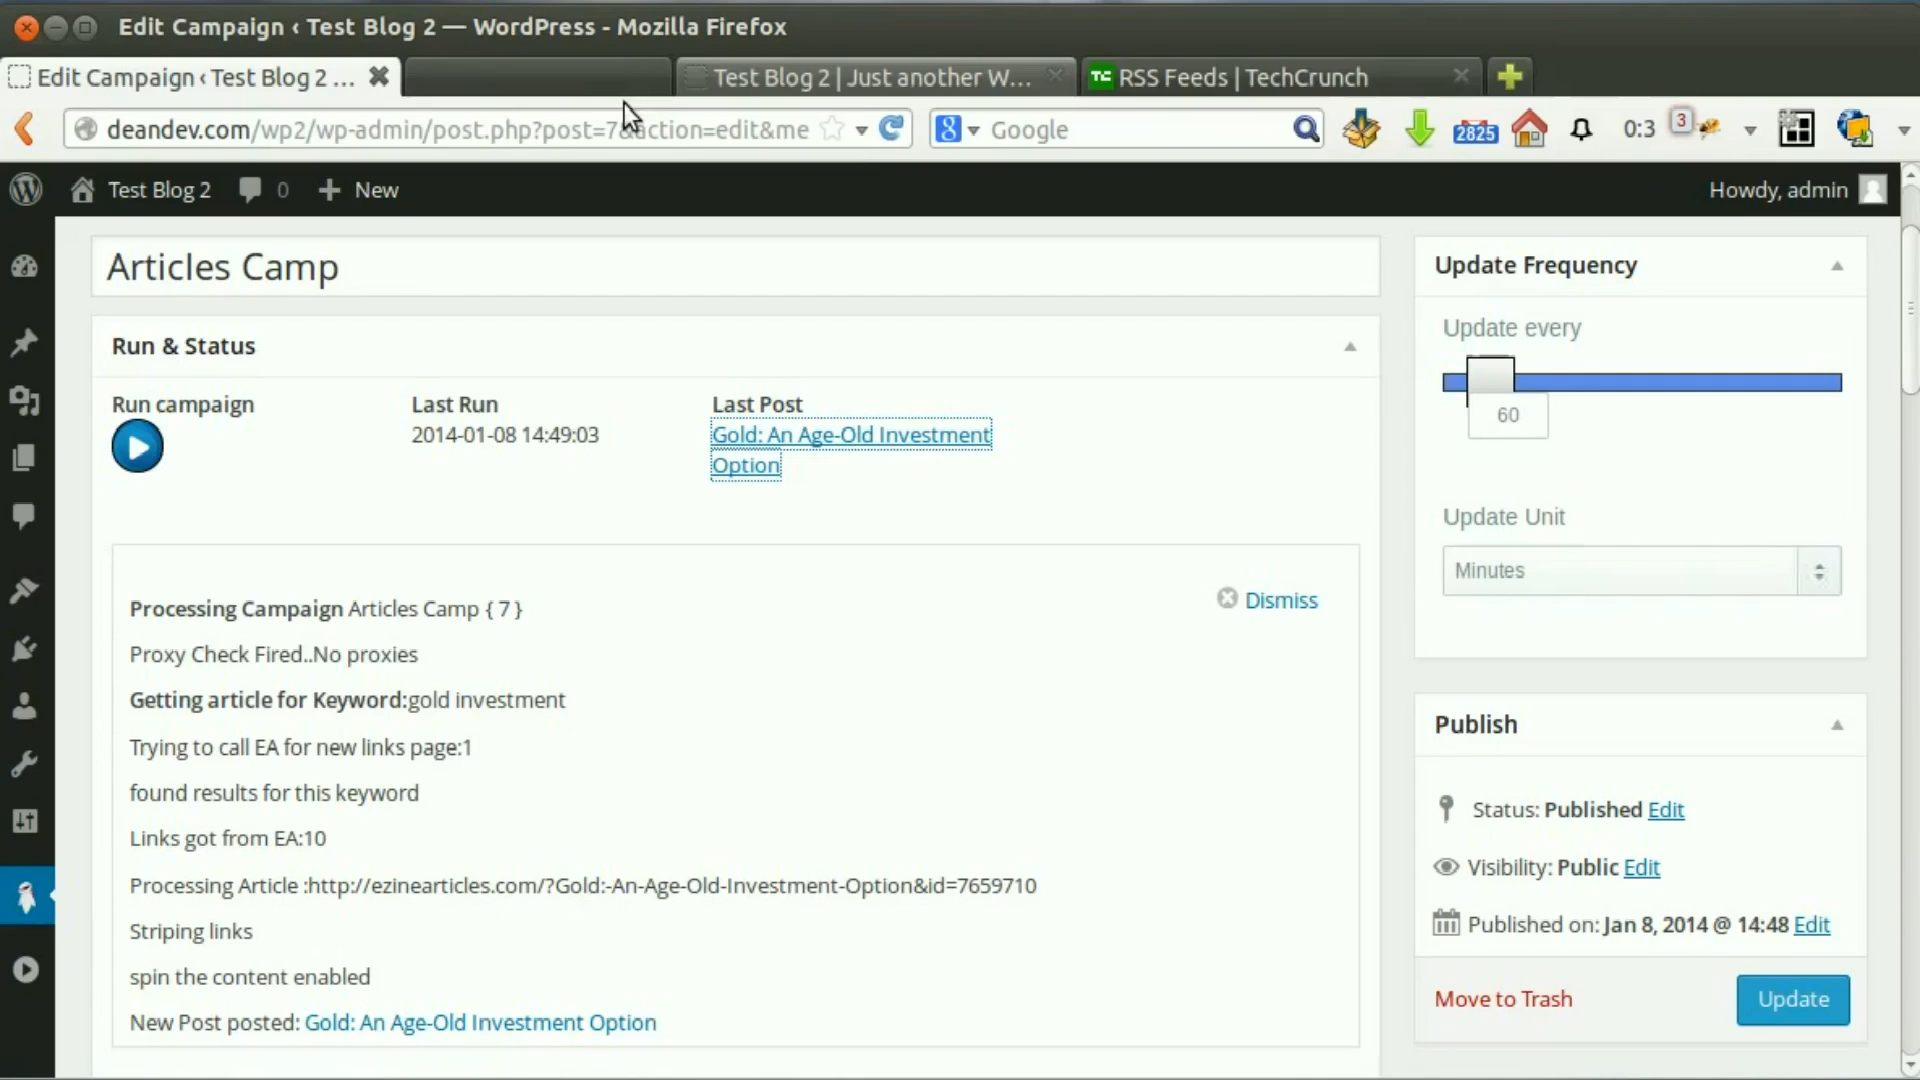 Edit Campaign ‹ Test Blog 2 — WordPress - Mozilla Firefox
Edit Campaign ‹ Test Blog 2 ...
Test Blog 2 | Just another W...
TC RSS Feeds | TechCrunch
deandev.com/wp2/wp-admin/post.php?post=7&action=edit&me
8 Google
2825
0:3
3
Test Blog 2
0
New
Howdy, admin
Articles Camp
Run & Status
Run campaign
Last Run
2014-01-08 14:49:03
Last Post
Gold: An Age-Old Investment
Option
Processing Campaign Articles Camp { 7 }
Dismiss
Proxy Check Fired..No proxies
Getting article for Keyword:gold investment
Trying to call EA for new links page:1
found results for this keyword
Links got from EA:10
Processing Article :http://ezinearticles.com/?Gold:-An-Age-Old-Investment-Option&id=7659710
Striping links
spin the content enabled
New Post posted: Gold: An Age-Old Investment Option
Update Frequency
Update every
60
Update Unit
Minutes
Publish
Status: Published Edit
Visibility: Public Edit
Published on: Jan 8, 2014 @ 14:48 Edit
Move to Trash
Update